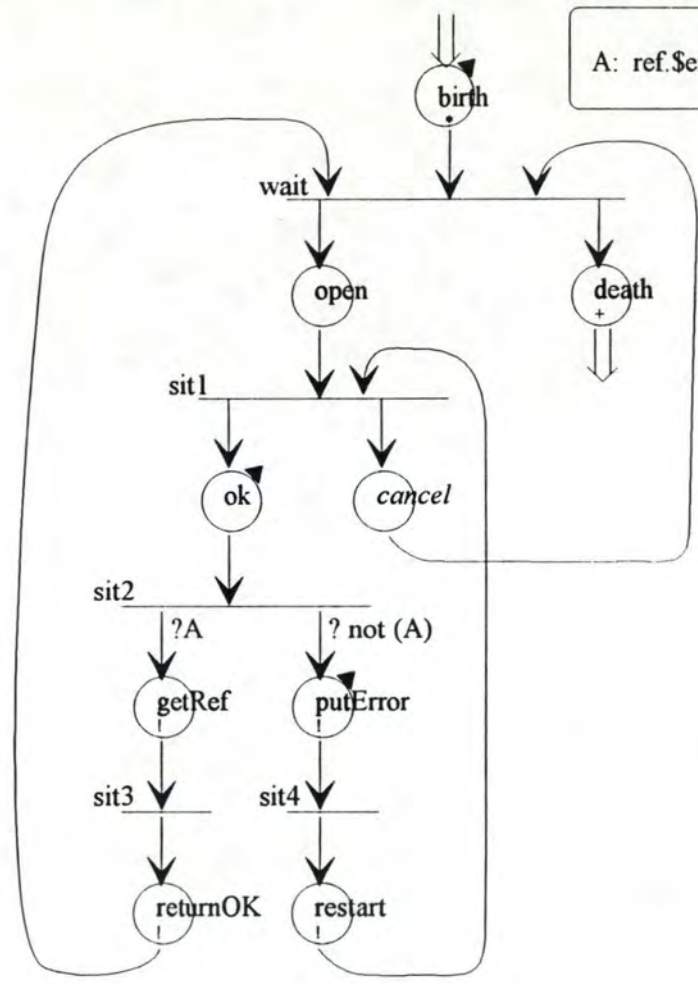 A: ref.$e
birth
*
wait
open
death
+
sit1
ok
cancel
sit2
?A
? not (A)
getRef
!
putError
!
sit3
sit4
returnOK
!
restart
!